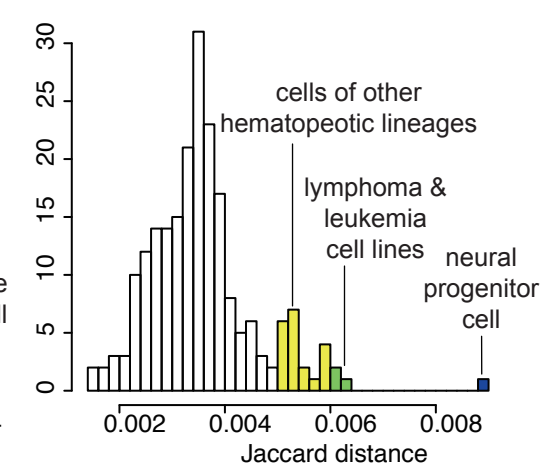 30
25
20
15
10
5
0
cells of other
hematopeotic lineages
lymphoma &
leukemia
cell lines
neural
progenitor
cell
e
ll
0.002 0.004 0.006 0.008
Jaccard distance